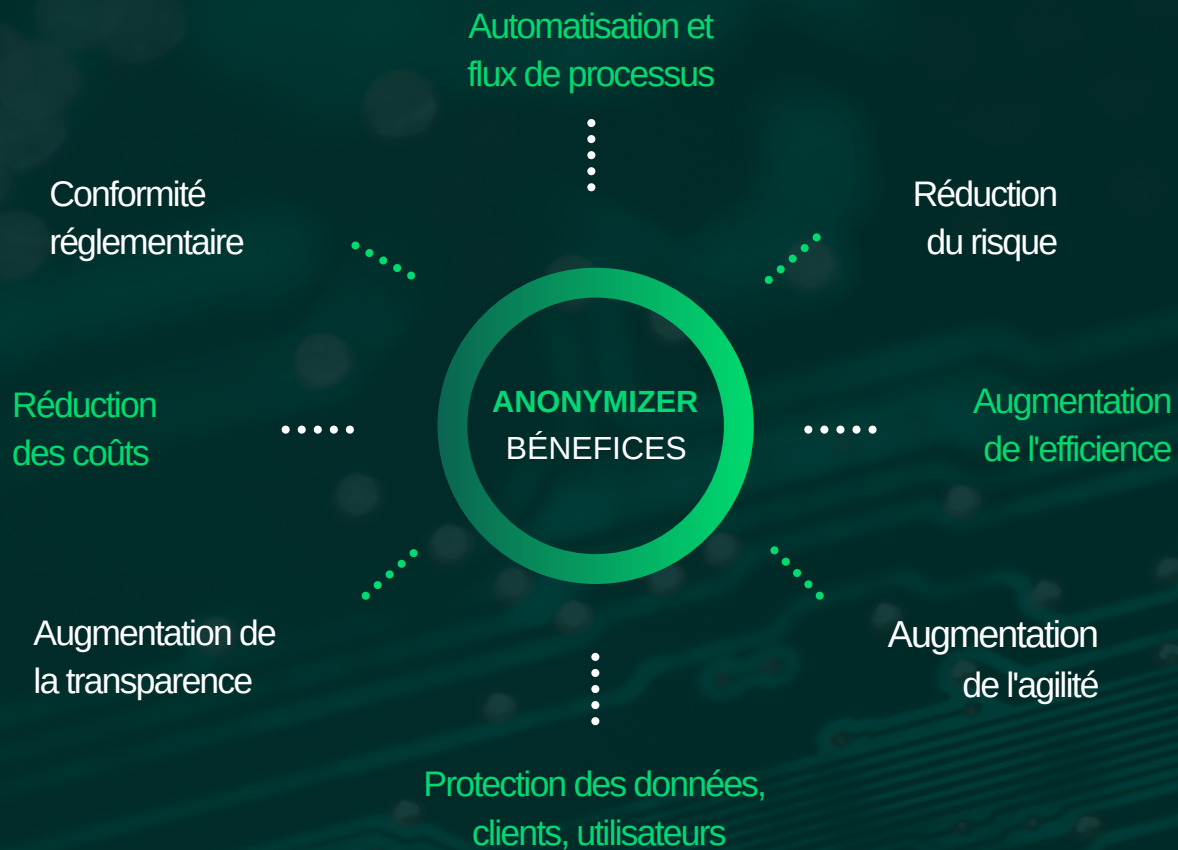 Automatisation et
flux de processus
Conformité
réglementaire
Réduction
du risque
Réduction
des coûts
ANONYMIZER
BÉNEFICES
Augmentation
de l'efficience
Augmentation de
la transparence
Augmentation
de l'agilité
Protection des données,
clients, utilisateurs